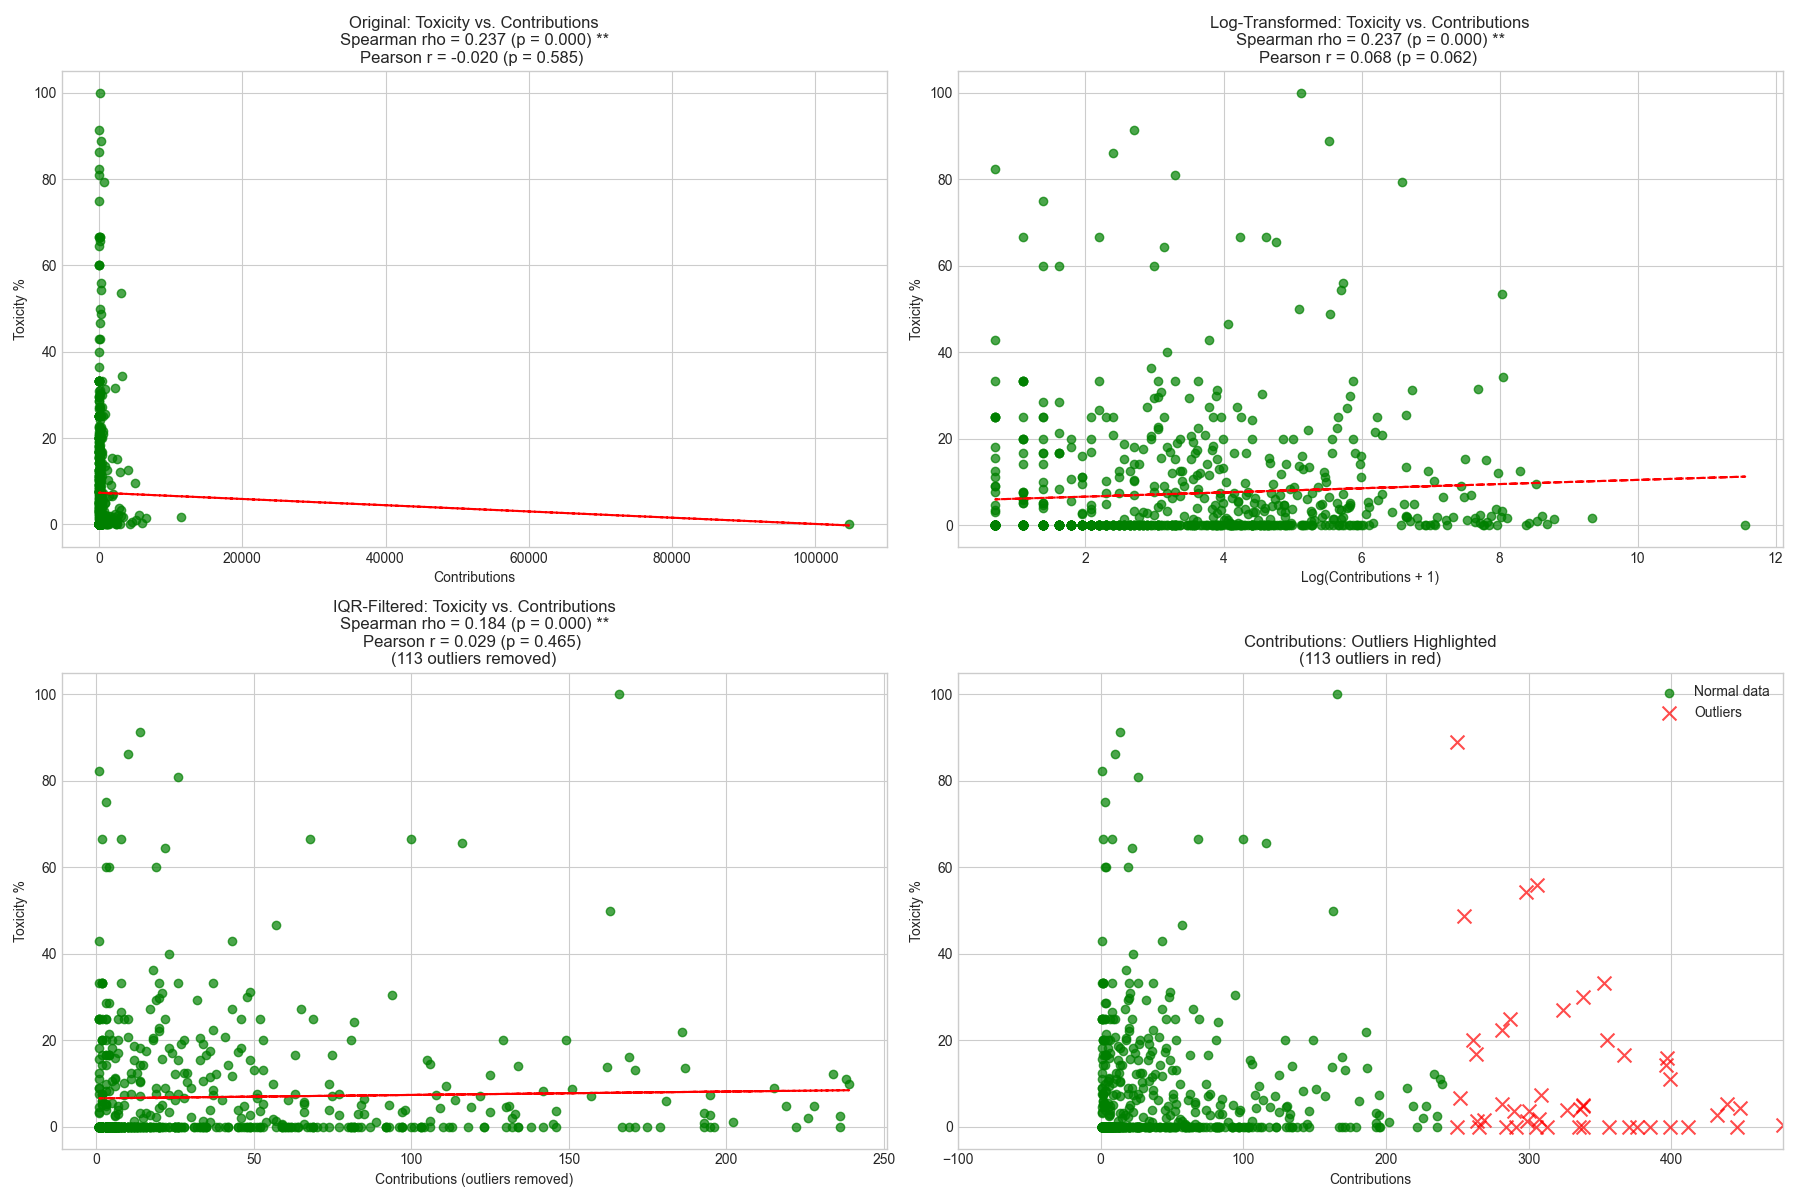 Original: Toxicity vs. Contributions
Spearman rho = 0.237 (p = 0.000) **
Pearson r = -0.020 (p = 0.585)
100
80
60
40
20
0
Toxicity %
0
20000
40000
60000
80000
100000
Contributions
Log-Transformed: Toxicity vs. Contributions
Spearman rho = 0.237 (p = 0.000) **
Pearson r = 0.068 (p = 0.062)
100
80
60
40
20
0
Toxicity %
2
4
6
8
10
12
Log(Contributions + 1)
IQR-Filtered: Toxicity vs. Contributions
Spearman rho = 0.184 (p = 0.000) **
Pearson r = 0.029 (p = 0.465)
(113 outliers removed)
100
80
60
40
20
0
Toxicity %
0
50
100
150
200
250
Contributions (outliers removed)
Contributions: Outliers Highlighted
(113 outliers in red)
Normal data
Outliers
100
80
60
40
20
0
Toxicity %
−100
0
100
200
300
400
Contributions